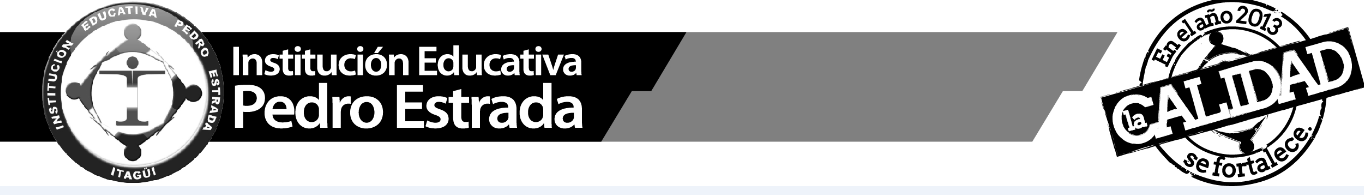 INSTITUCIÓN EDUCATIVA PEDRO ESTRADA
ITAGÜÍ
Institución Educativa
Pedro Estrada
En el año 2013
la CALIDAD
se fortalece.